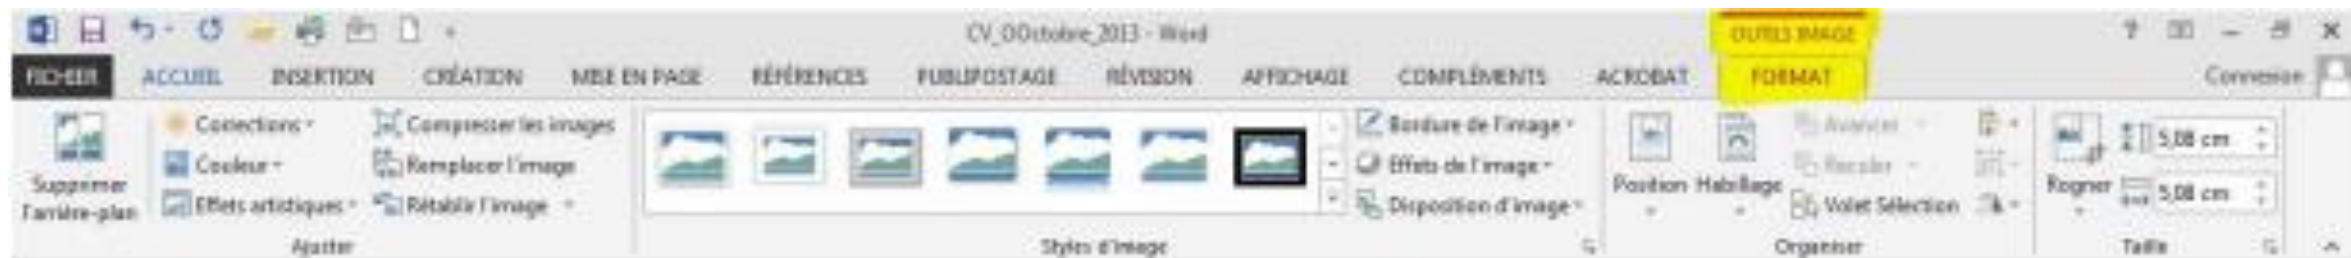 CV_OOctobre_2013 - Word
OUTILS IMAGE
?
FICHIER ACCUEIL INSERTION CRÉATION MISE EN PAGE RÉFÉRENCES PUBLIPOSTAGE RÉVISION AFFICHAGE COMPLÉMENTS ACROBAT FORMAT Connexion
Supprimer
l'arrière-plan
Corrections
Couleur
Effets artistiques
Compresser les images
Remplacer l'image
Rétablir l'image
Ajuster
Bordure de l'image
Effets de l'image
Disposition d'image
Styles d'image
Position
Habillage
Avancer
Reculer
Volet Sélection
Organiser
Rogner
5,08 cm
5,08 cm
Taille